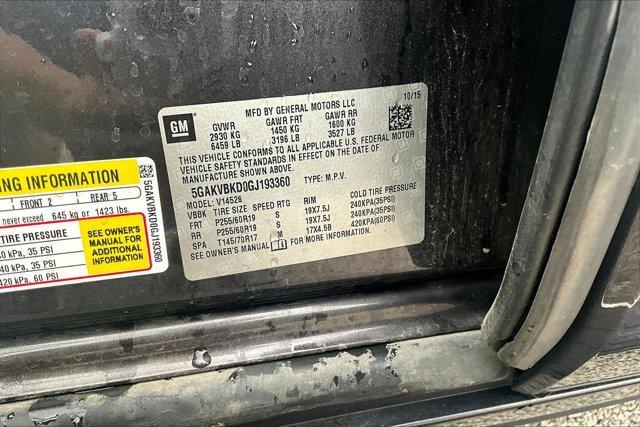 MFD BY GENERAL MOTORS LLC
10/15
GM
GVWR GAWR FRT GAWR RR
2930 KG 1450 KG 1600 KG
6459 LB 3196 LB 3527 LB
THIS VEHICLE CONFORMS TO ALL APPLICABLE U.S. FEDERAL MOTOR
VEHICLE SAFETY STANDARDS IN EFFECT ON THE DATE OF
MANUFACTURE SHOWN ABOVE.
5GAKVBKD0GJ193360 TYPE: M.P.V.
MODEL: V14526
VBBK TIRE SIZE SPEED RTG RIM COLD TIRE PRESSURE
FRT P255/60R19 S 19X7.5J 240KPA(35PSI)
RR P255/60R19 S 19X7.5J 240KPA(35PSI)
SPA T145/70R17 M 17X4.5B 420KPA(60PSI)
SEE OWNER'S MANUAL i FOR MORE INFORMATION.
NG INFORMATION
1 FRONT 2 REAR 5
never exceed 645 kg or 1423 lbs.
TIRE PRESSURE
40 kPa, 35 PSI
40 kPa, 35 PSI
420 kPa, 60 PSI
SEE OWNER'S
MANUAL FOR
ADDITIONAL
INFORMATION
5GAKVBKD0GJ193360